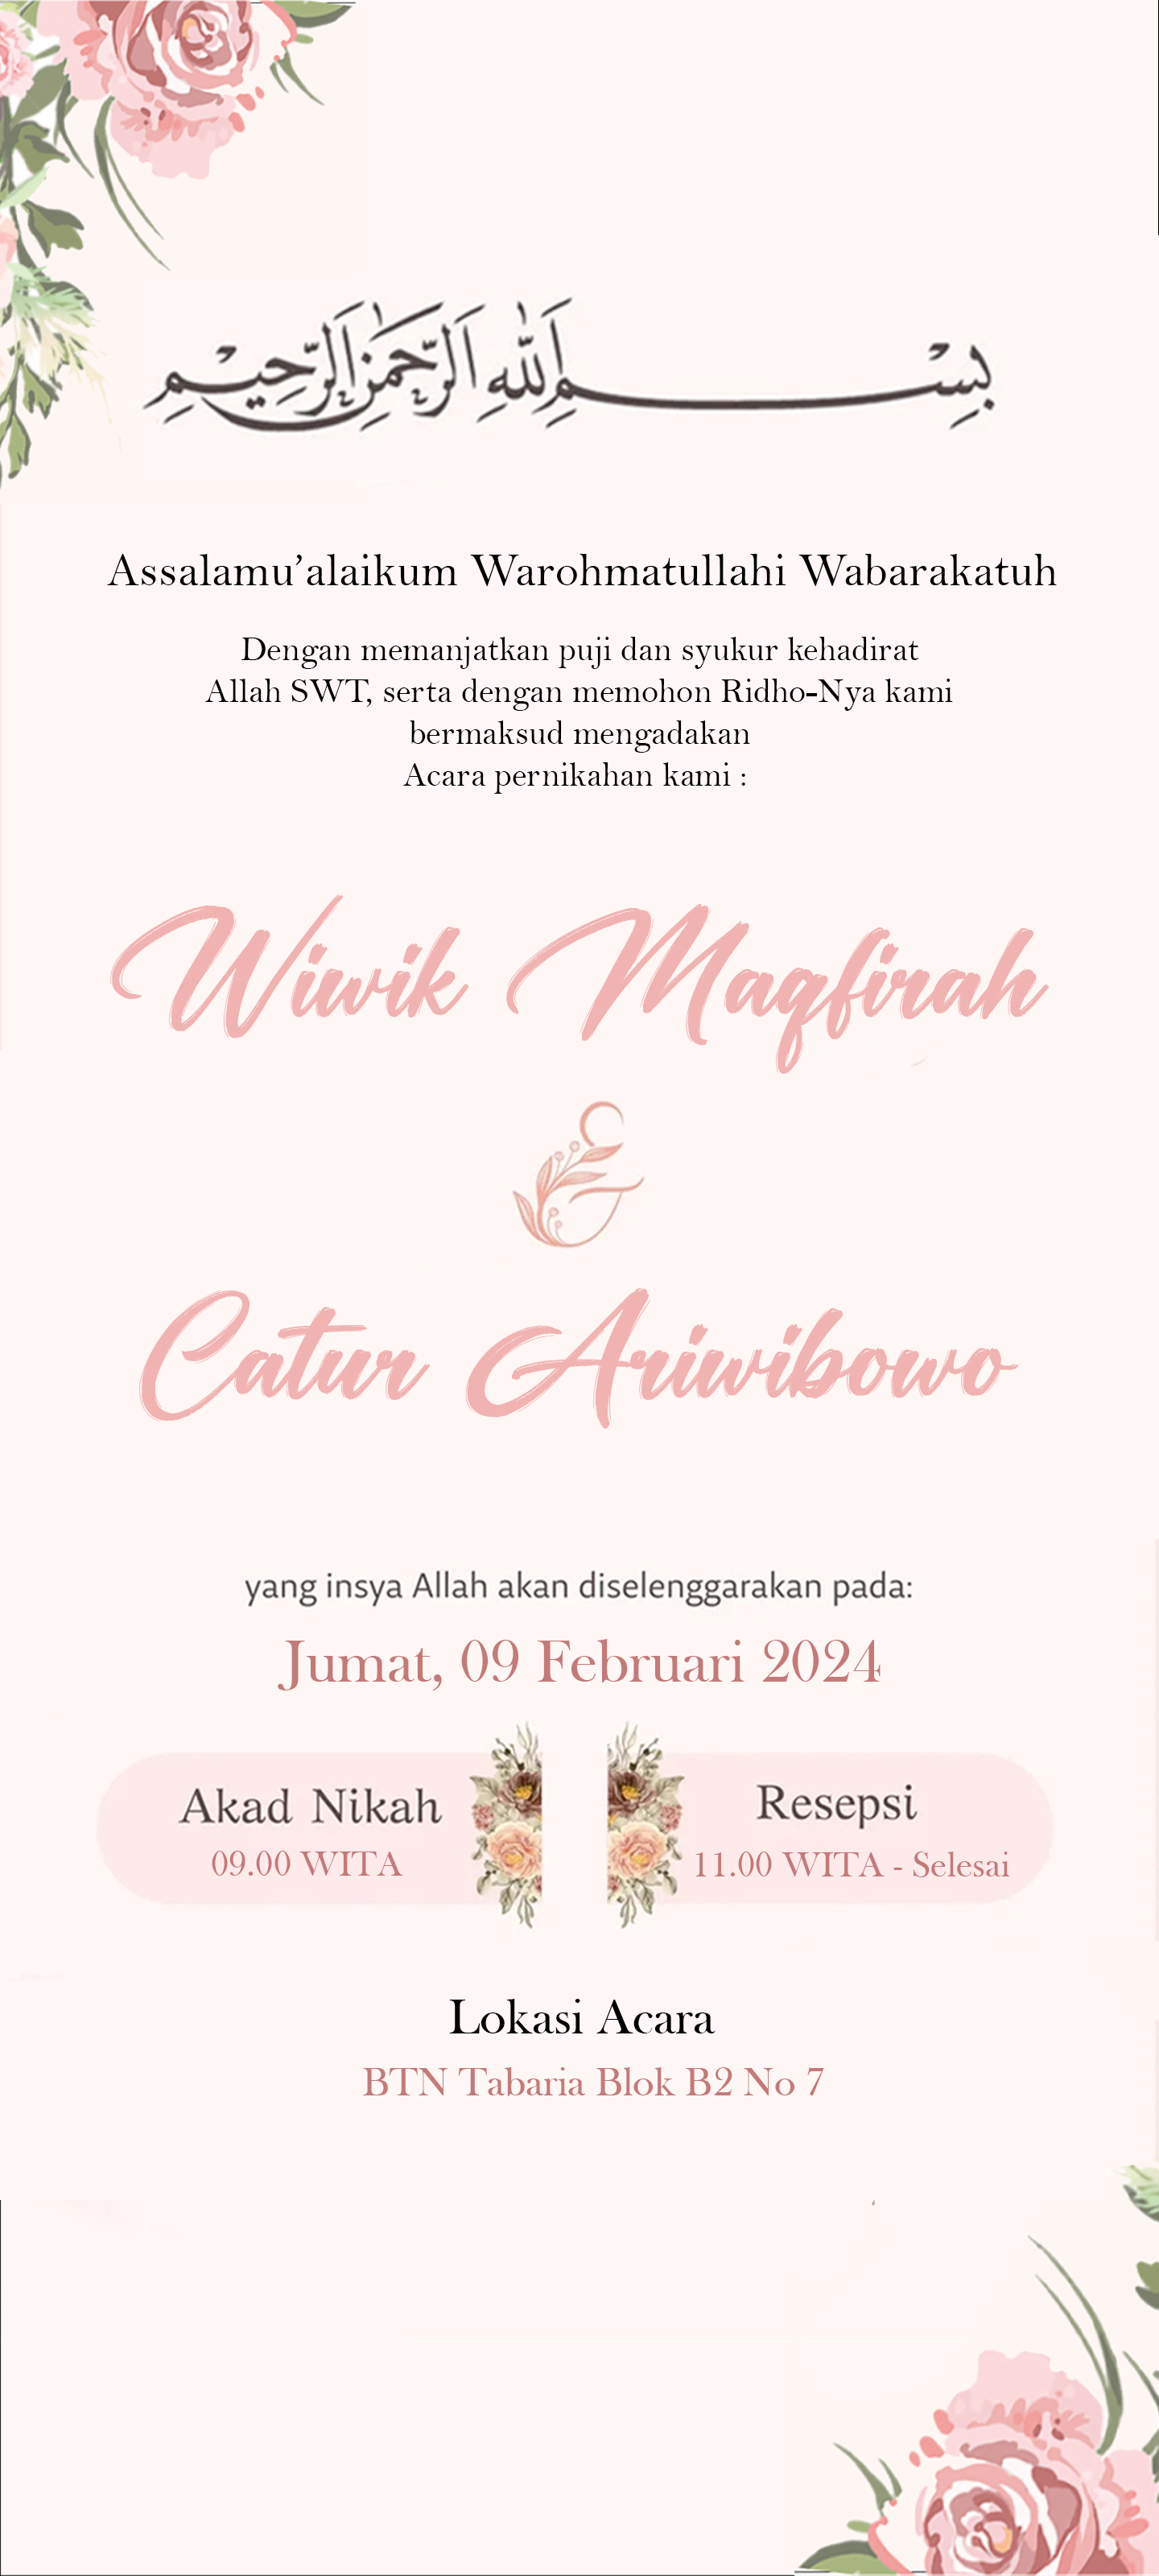 بِسْمِ اللهِ الرَّحْمٰنِ الرَّحِيْمِ
Assalamu’alaikum Warohmatullahi Wabarakatuh
Dengan memanjatkan puji dan syukur kehadirat
Allah SWT, serta dengan memohon Ridho-Nya kami
bermaksud mengadakan
Acara pernikahan kami :
Wiwik Maqfirah
&
Catur Ariwibowo
yang insya Allah akan diselenggarakan pada:
Jumat, 09 Februari 2024
Akad Nikah
09.00 WITA
Resepsi
11.00 WITA - Selesai
Lokasi Acara
BTN Tabaria Blok B2 No 7